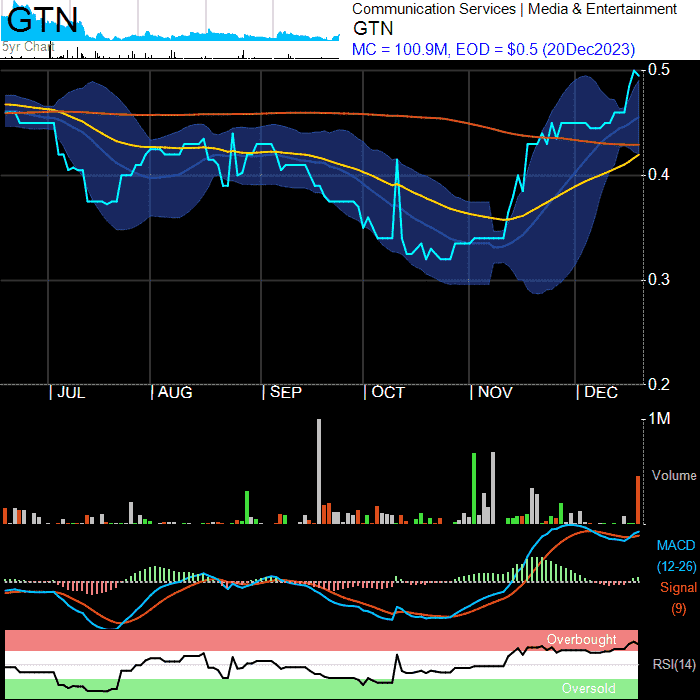 GTN
5yr Chart
Communication Services | Media & Entertainment
GTN
MC = 100.9M, EOD = $0.5 (20Dec2023)
0.5
0.4
0.3
0.2
JUL
AUG
SEP
OCT
NOV
DEC
1M
Volume
MACD
(12-26)
Signal
(9)
Overbought
RSI(14)
Oversold